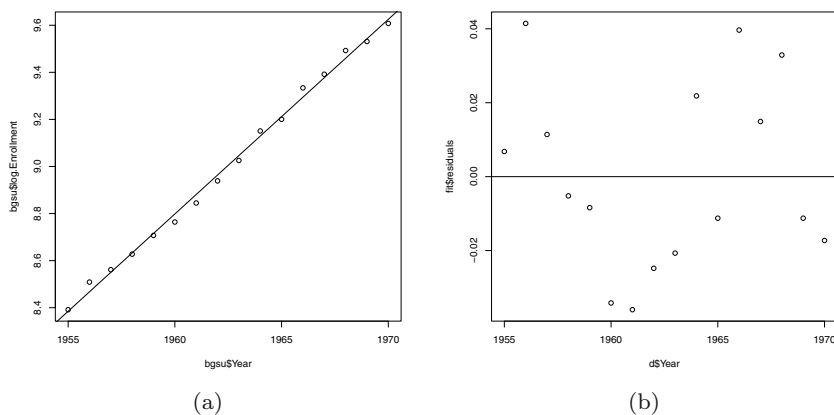 bgsu$log.Enrollment
9.6
9.4
9.2
9.0
8.8
8.6
8.4
1955 1960 1965 1970
bgsu$Year
(a)
fit$residuals
0.04
0.02
0.00
−0.02
1955 1960 1965 1970
d$Year
(b)